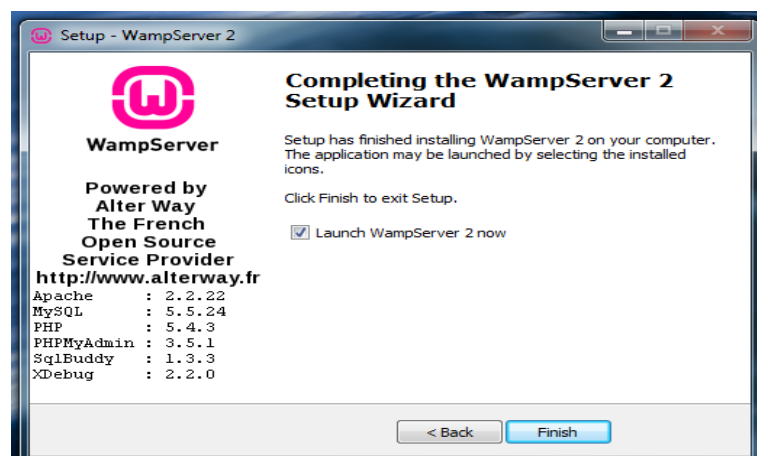 Setup - WampServer 2
WampServer
Powered by
Alter Way
The French
Open Source
Service Provider
http://www.alterway.fr
Apache : 2.2.22
MySQL : 5.5.24
PHP : 5.4.3
PHPMyAdmin : 3.5.1
SqlBuddy : 1.3.3
XDebug : 2.2.0
Completing the WampServer 2
Setup Wizard
Setup has finished installing WampServer 2 on your computer.
The application may be launched by selecting the installed
icons.
Click Finish to exit Setup.
Launch WampServer 2 now
< Back
Finish